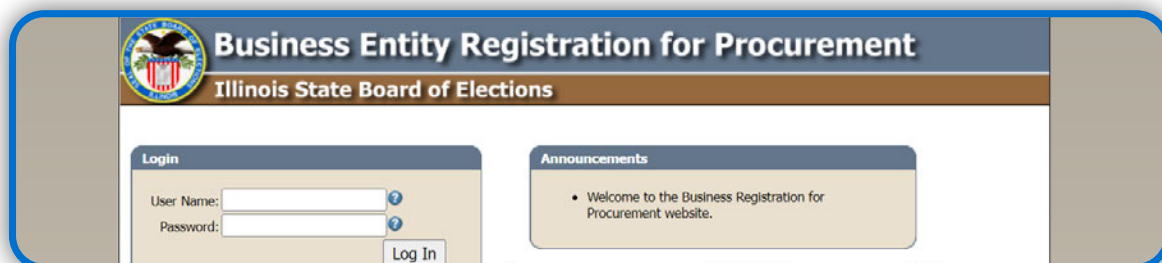 Business Entity Registration for Procurement
Illinois State Board of Elections
Login
User Name:
Password:
Log In
Announcements
• Welcome to the Business Registration for
Procurement website.